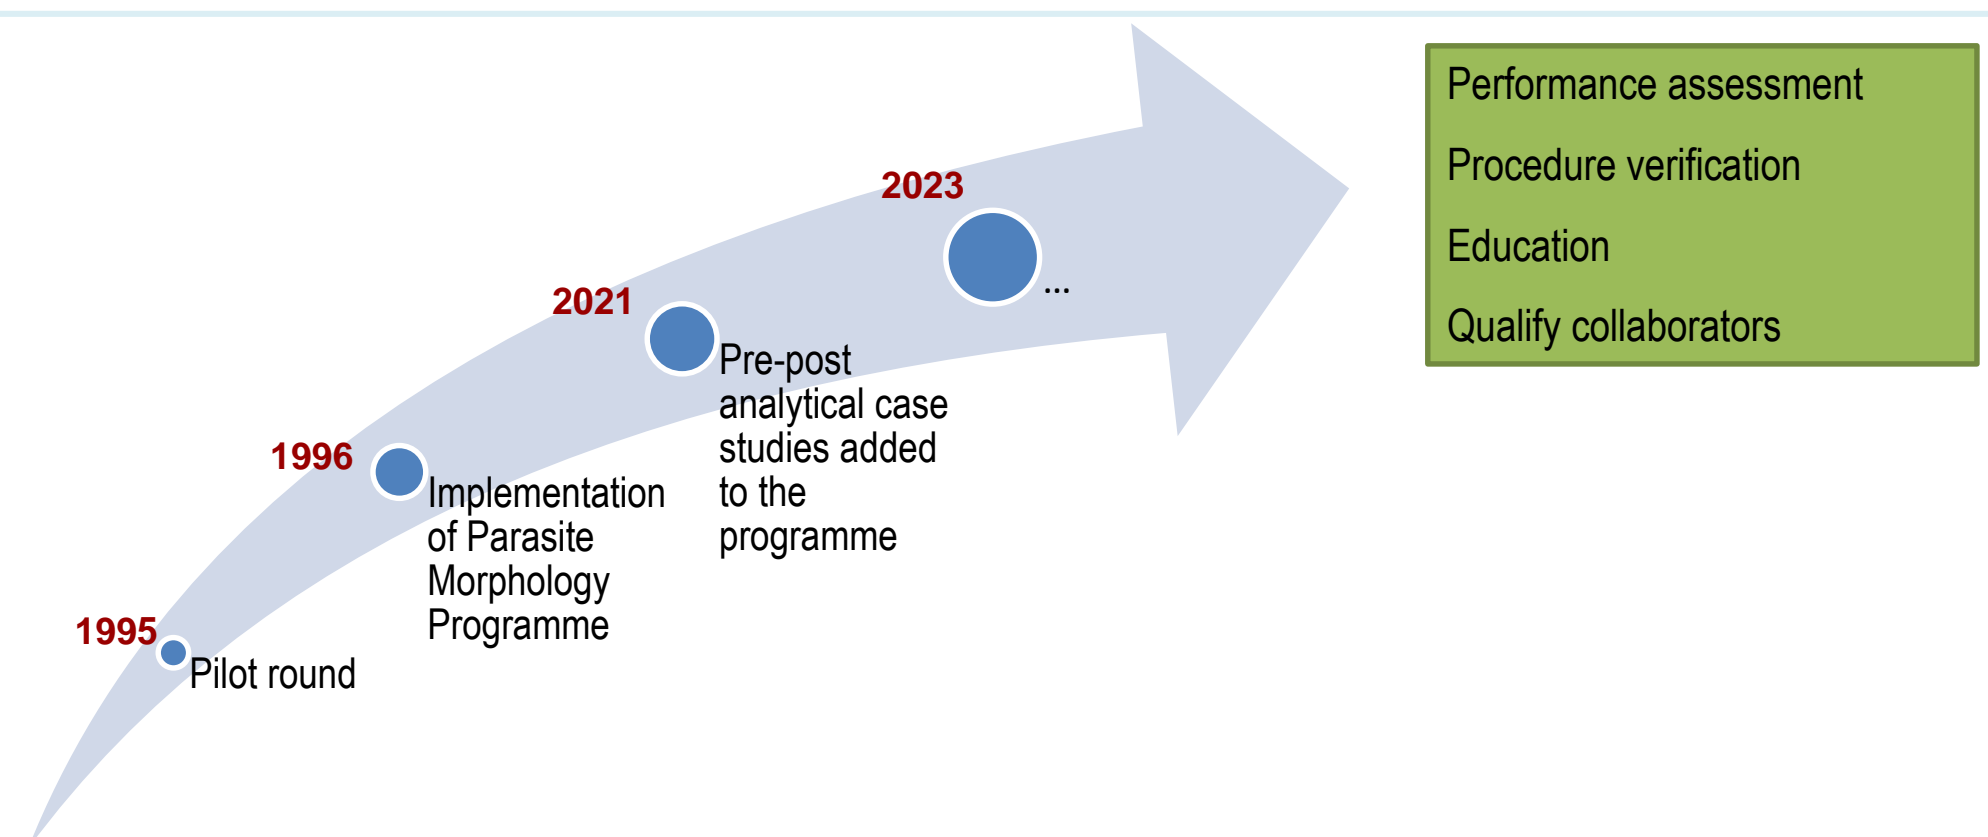 1995
Pilot round
1996
Implementation
of Parasite
Morphology
Programme
2021
Pre-post
analytical case
studies added
to the
programme
2023
...
Performance assessment
Procedure verification
Education
Qualify collaborators